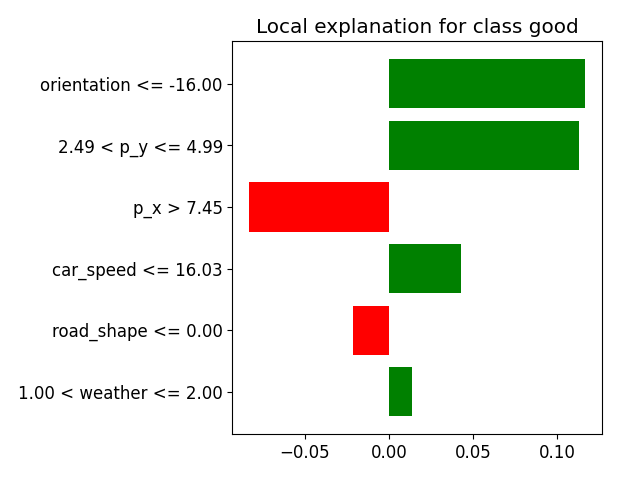 Local explanation for class good
orientation <= -16.00
2.49 < p_y <= 4.99
p_x > 7.45
car_speed <= 16.03
road_shape <= 0.00
1.00 < weather <= 2.00
−0.05 0.00 0.05 0.10